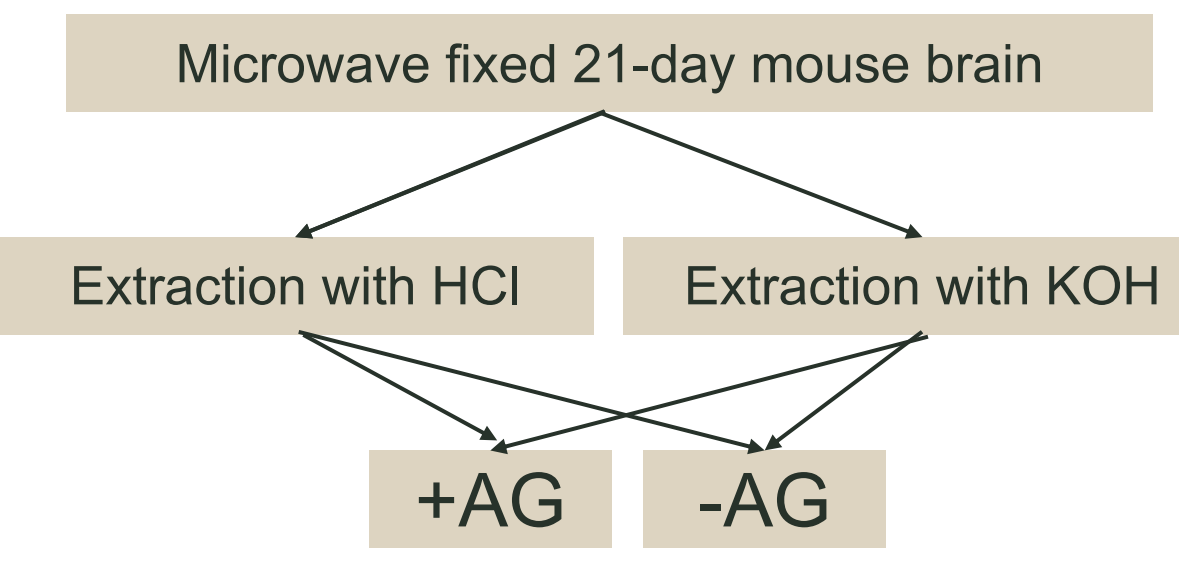 Microwave fixed 21-day mouse brain
Extraction with HCl
Extraction with KOH
+AG
-AG